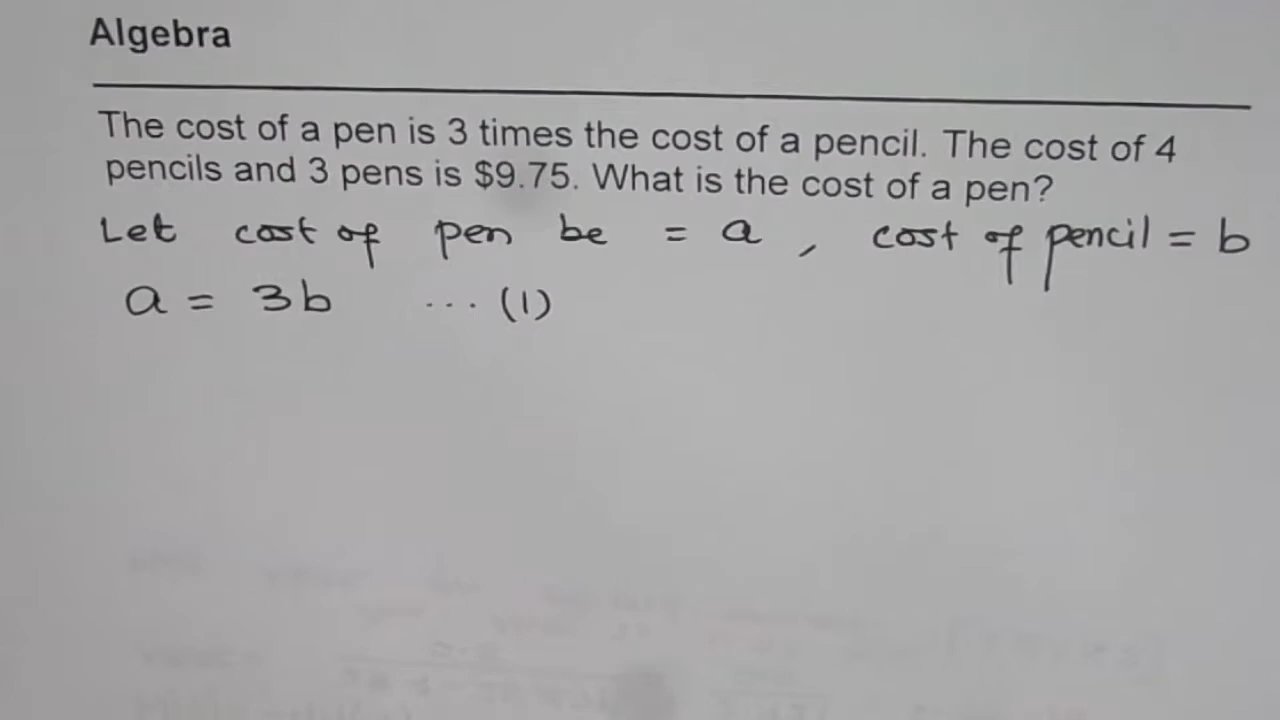 Algebra
The cost of a pen is 3 times the cost of a pencil. The cost of 4
pencils and 3 pens is $9.75. What is the cost of a pen?
Let cost of pen be = a , cost of pencil = b
a = 3b ... (1)